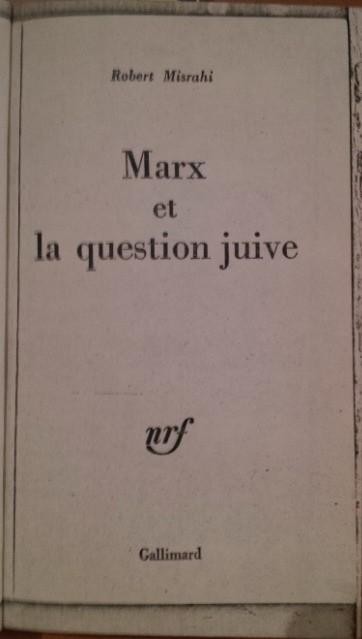 Robert Misrahi
Marx
et
la question juive
nrf
Gallimard